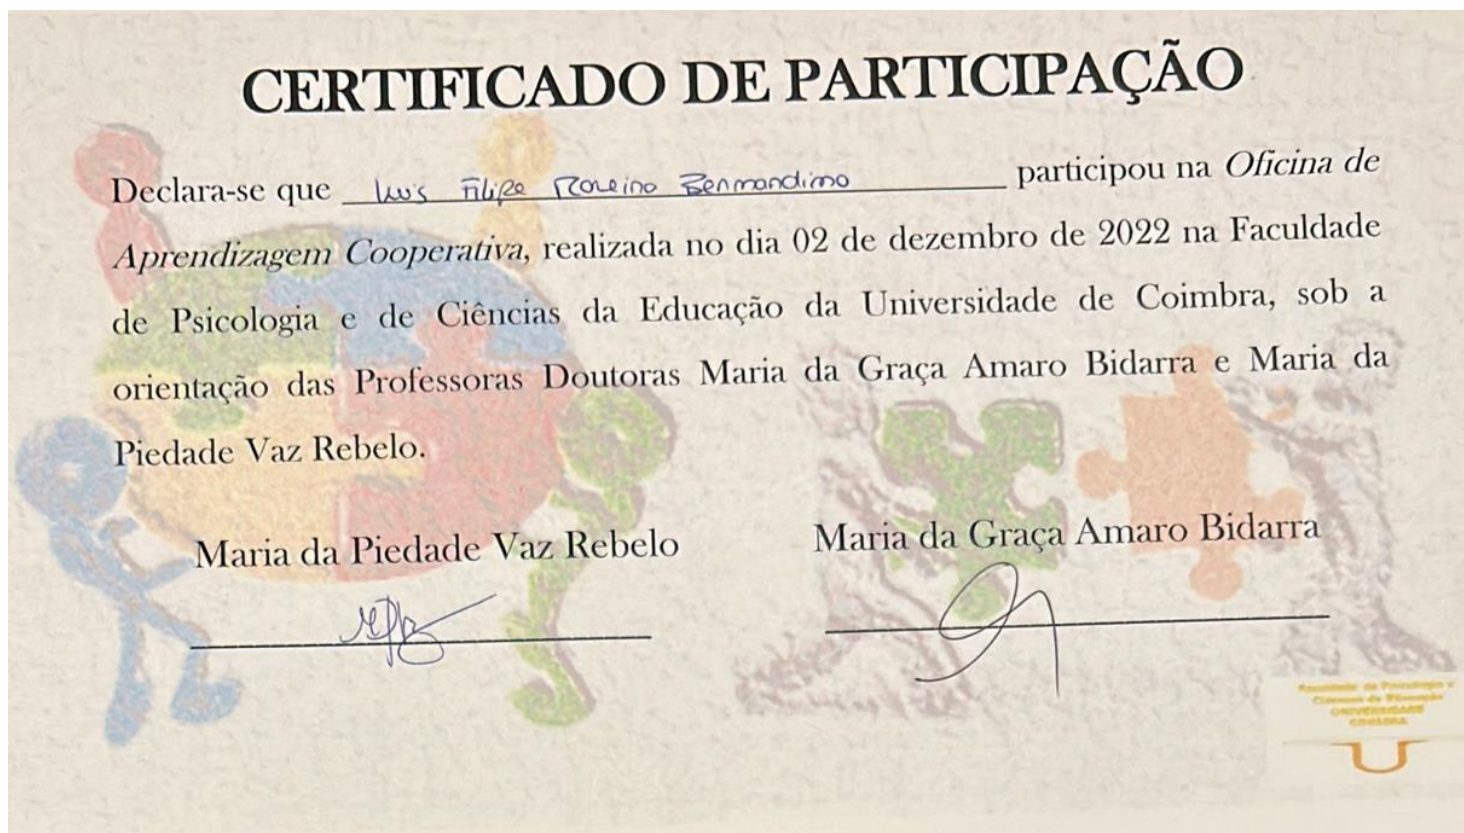 CERTIFICADO DE PARTICIPAÇÃO
Declara-se que Luis Filipe participou na Oficina de
Aprendizagem Cooperativa, realizada no dia 02 de dezembro de 2022 na Faculdade
de Psicologia e de Ciências da Educação da Universidade de Coimbra, sob a
orientação das Professoras Doutoras Maria da Graça Amaro Bidarra e Maria da
Piedade Vaz Rebelo.
Maria da Piedade Vaz Rebelo
Maria da Graça Amaro Bidarra
UNIVERSIDADE
COIMBRA